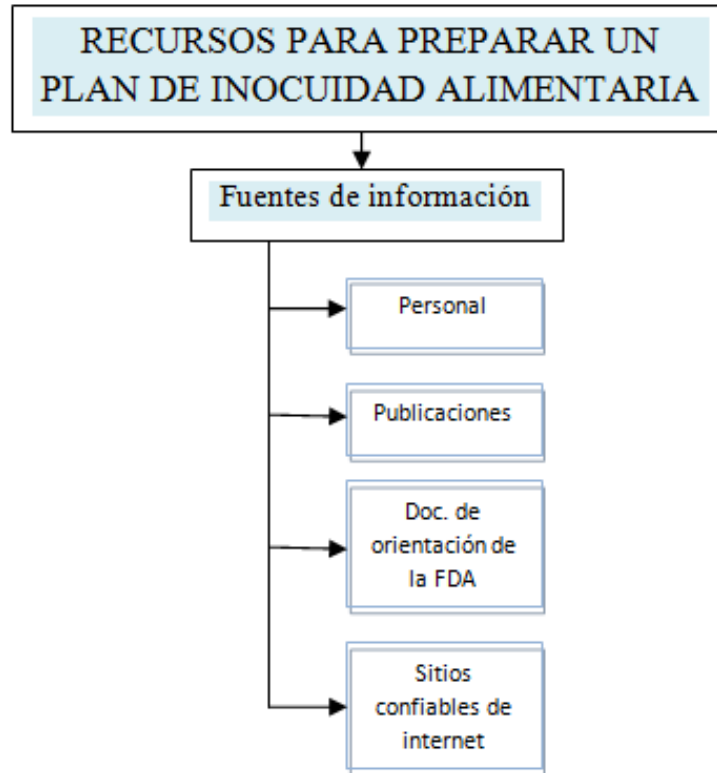 RECURSOS PARA PREPARAR UN
PLAN DE INOCUIDAD ALIMENTARIA
Fuentes de información
Personal
Publicaciones
Doc. de
orientación de
la FDA
Sitios
confiables de
internet